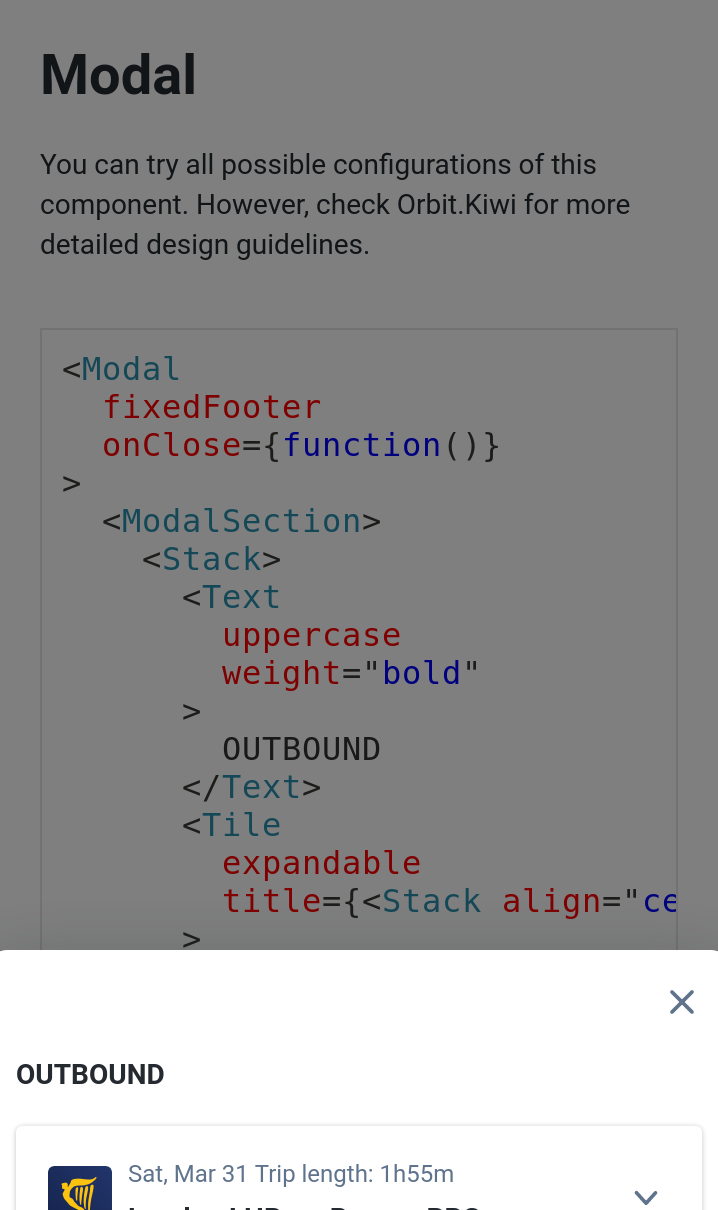 Modal
You can try all possible configurations of this
component. However, check Orbit.Kiwi for more
detailed design guidelines.
<Modal
fixedFooter
onClose={function()}
>
<ModalSection>
<Stack>
<Text
uppercase
weight="bold"
>
OUTBOUND
</Text>
<Tile
expandable
title={<Stack align="ce
>
OUTBOUND
Sat, Mar 31 Trip length: 1h55m